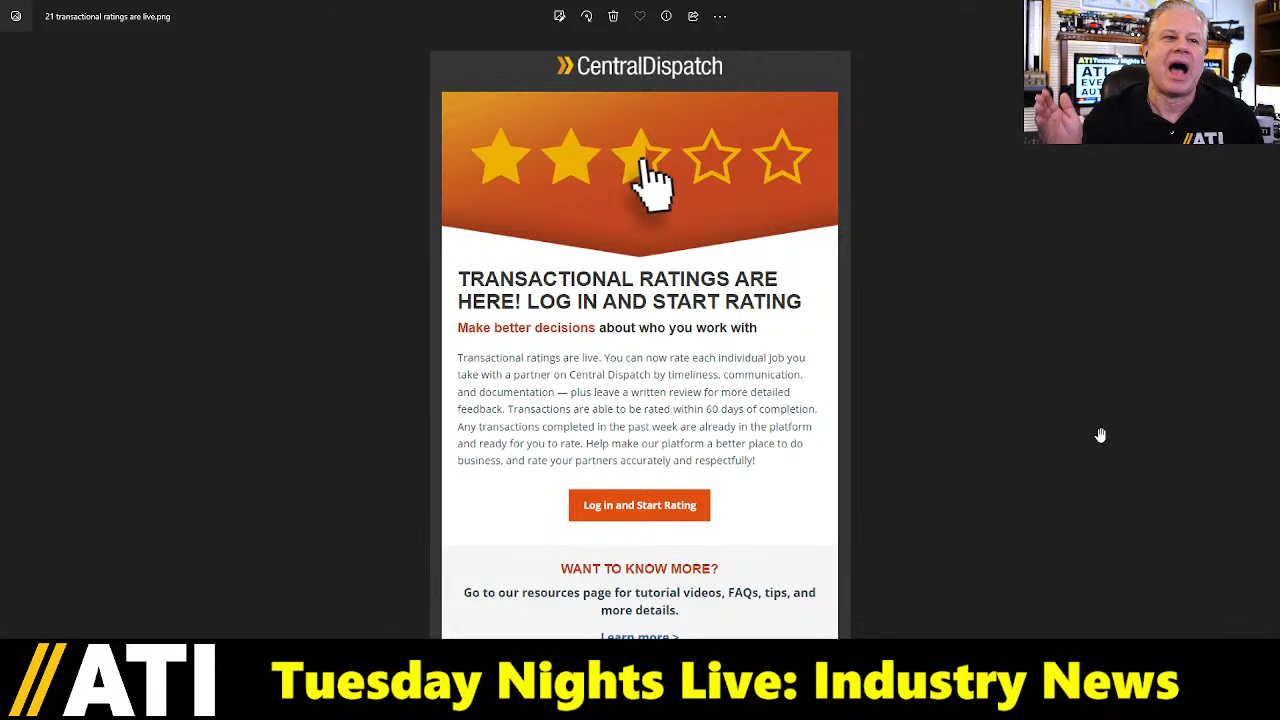 21 transactional ratings are live.png
CentralDispatch
TRANSACTIONAL RATINGS ARE
HERE! LOG IN AND START RATING
Make better decisions about who you work with
Transactional ratings are live. You can now rate each individual job you
take with a partner on Central Dispatch by timeliness, communication,
and documentation — plus leave a written review for more detailed
feedback. Transactions are able to be rated within 60 days of completion.
Any transactions completed in the past week are already in the platform
and ready for you to rate. Help make our platform a better place to do
business, and rate your partners accurately and respectfully!
Log in and Start Rating
WANT TO KNOW MORE?
Go to our resources page for tutorial videos, FAQs, tips, and
more details.
Learn more >
ATI Tuesday Nights Live
ATI
ATI
//ATI Tuesday Nights Live: Industry News